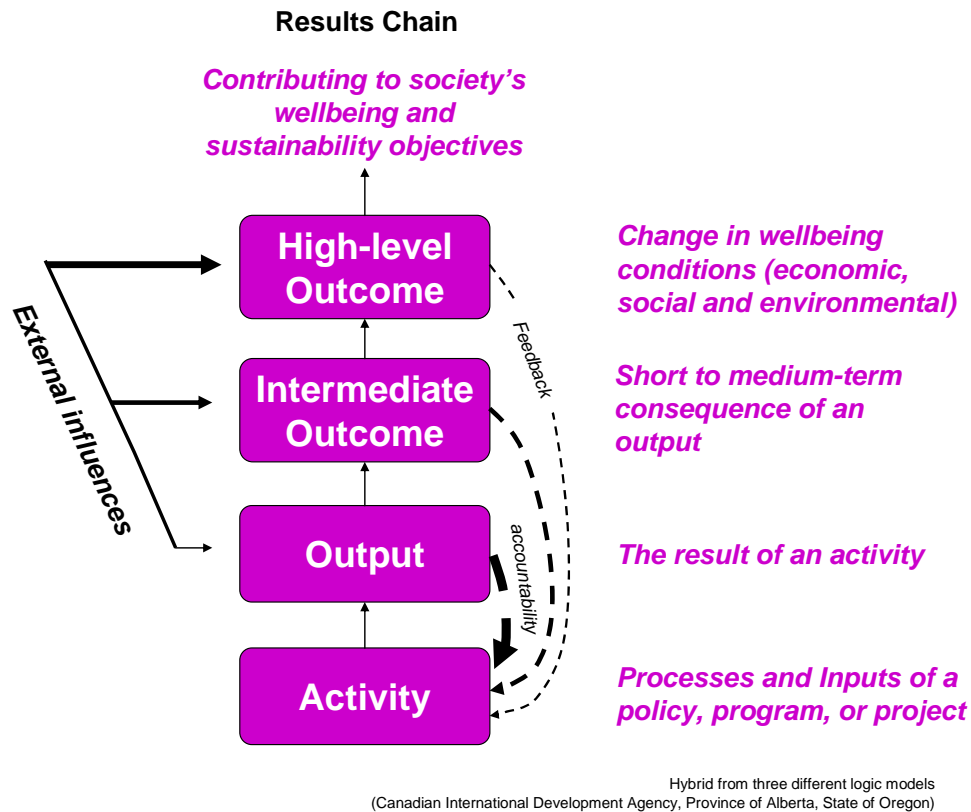 Results Chain
Contributing to society's
wellbeing and
sustainability objectives
High-level
Outcome
Change in wellbeing
conditions (economic,
social and environmental)
External influences
Feedback
Intermediate
Outcome
Short to medium-term
consequence of an
output
Output
accountability
The result of an activity
Activity
Processes and Inputs of a
policy, program, or project
Hybrid from three different logic models
(Canadian International Development Agency, Province of Alberta, State of Oregon)